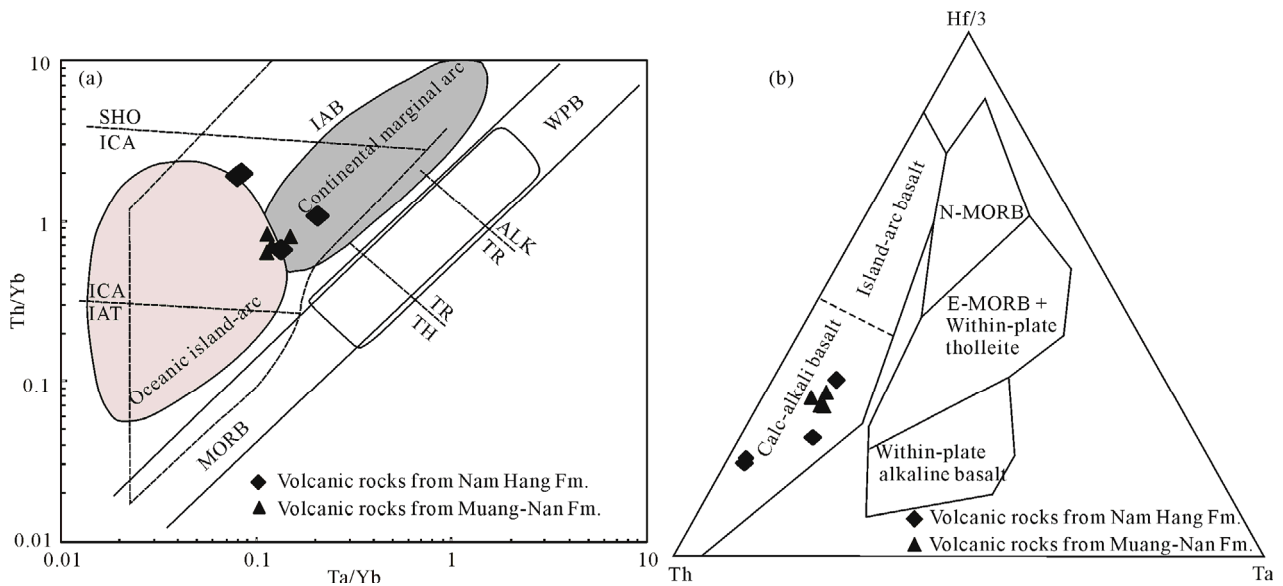 (a)
10
1
0.1
0.01
Th/Yb
SHO
ICA
IAB
Continental marginal arc
WPB
ALK
TR
TR
TH
ICA
IAT
Oceanic island-arc
MORB
Volcanic rocks from Nam Hang Fm.
Volcanic rocks from Muang-Nan Fm.
0.01
0.1
1
10
Ta/Yb
(b)
Hf/3
Island-arc basalt
N-MORB
E-MORB +
Within-plate
tholleite
Calc-alkali basalt
Within-plate
alkaline basalt
Volcanic rocks from Nam Hang Fm.
Volcanic rocks from Muang-Nan Fm.
Th
Ta